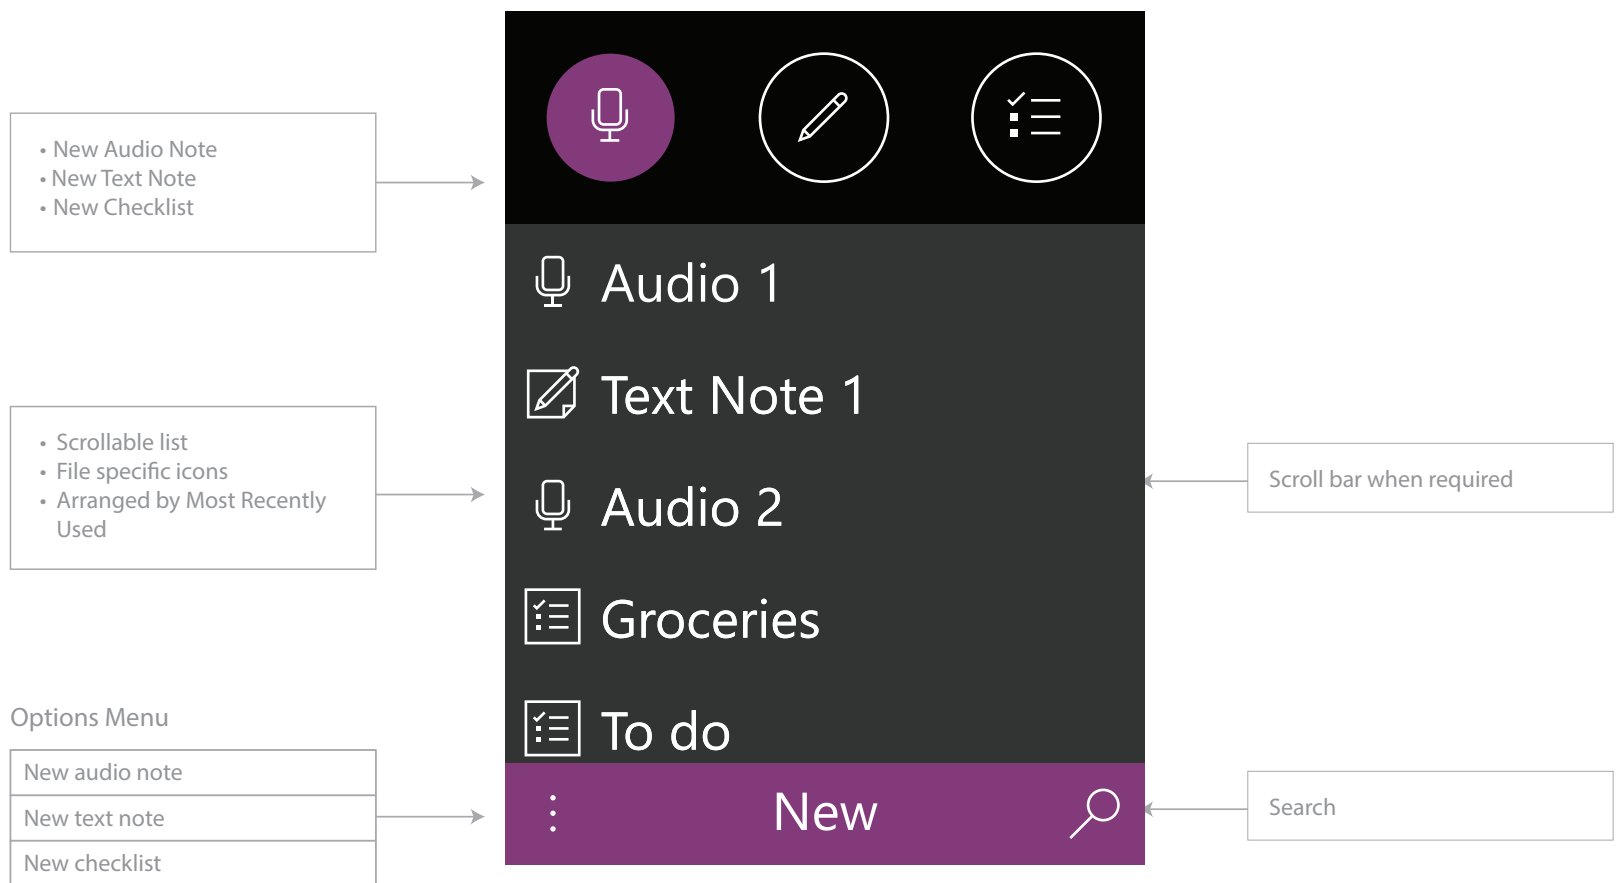 • New Audio Note
• New Text Note
• New Checklist
Audio 1
Text Note 1
Audio 2
Groceries
To do
New
• Scrollable list
• File specific icons
• Arranged by Most Recently
Used
Scroll bar when required
Options Menu
New audio note
New text note
New checklist
Search